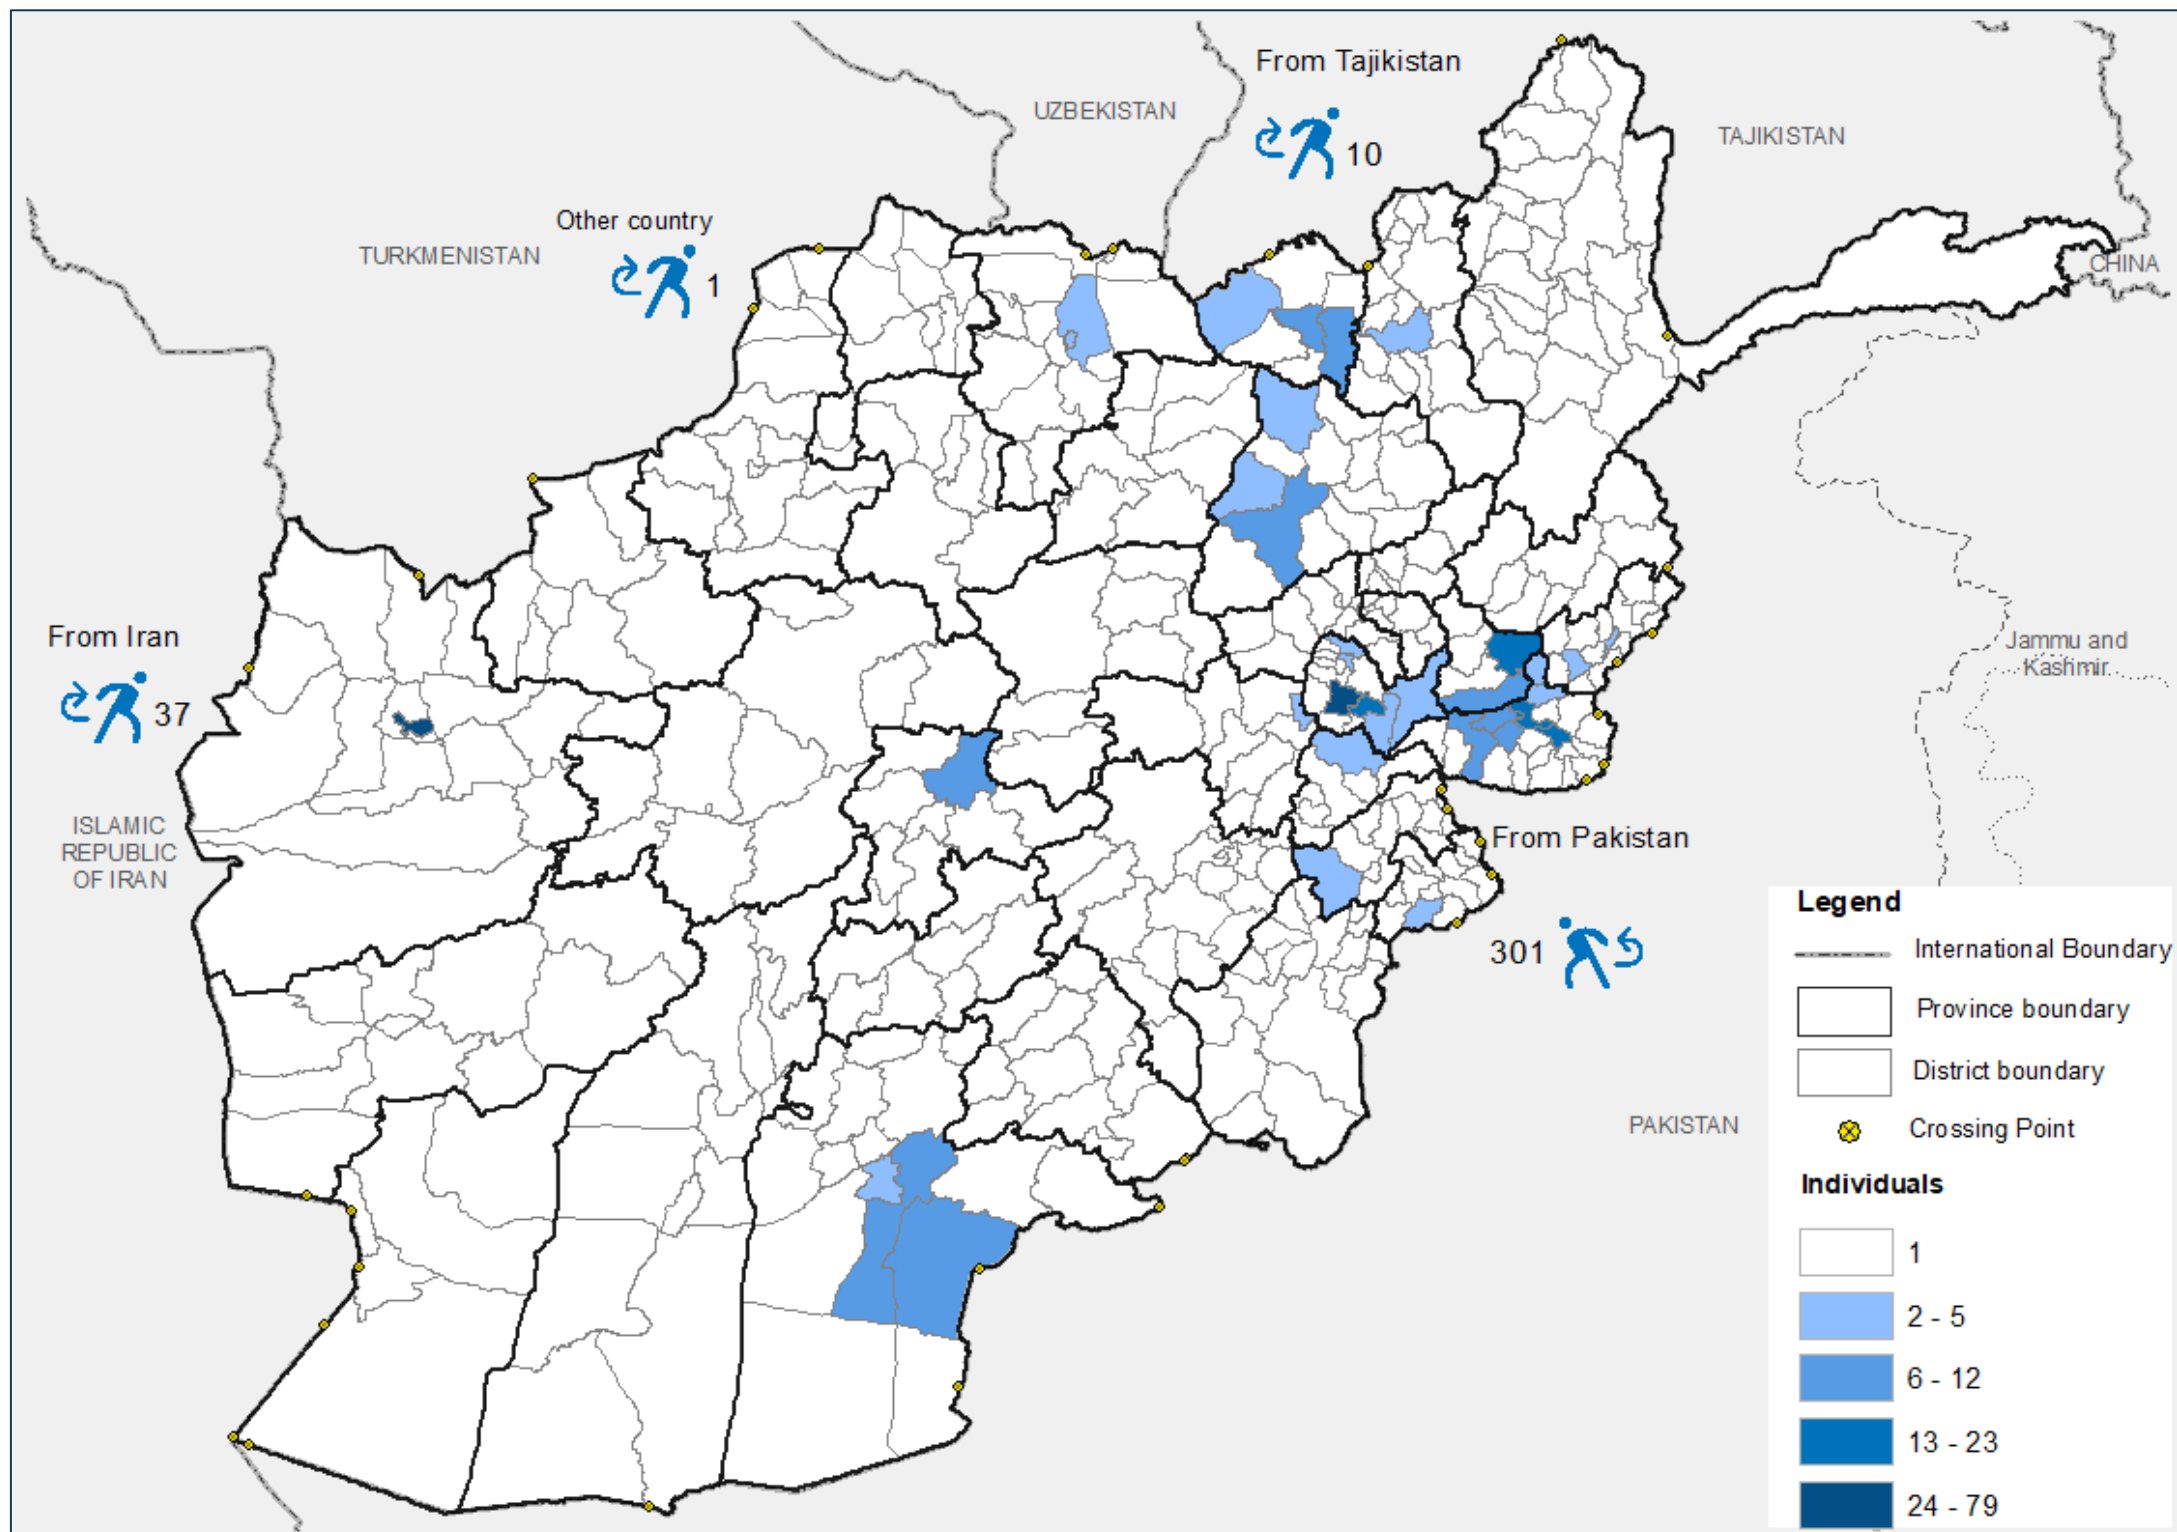 From Tajikistan
10
UZBEKISTAN
TAJIKISTAN
Other country
1
TURKMENISTAN
CHINA
From Iran
37
Jammu and
Kashmir
ISLAMIC
REPUBLIC
OF IRAN
From Pakistan
301
PAKISTAN
Legend
International Boundary
Province boundary
District boundary
Crossing Point
Individuals
1
2 - 5
6 - 12
13 - 23
24 - 79